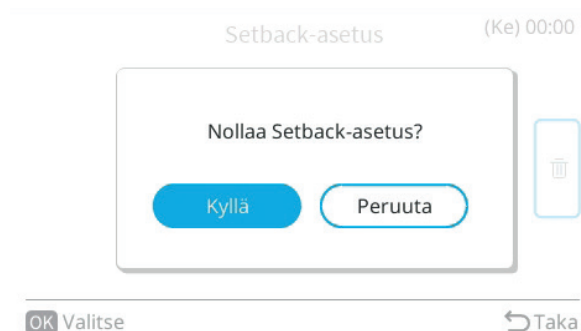 Setback-asetus
(Ke) 00:00
Nollaa Setback-asetus?
Kyllä
Peruuta
OK Valitse
Taka